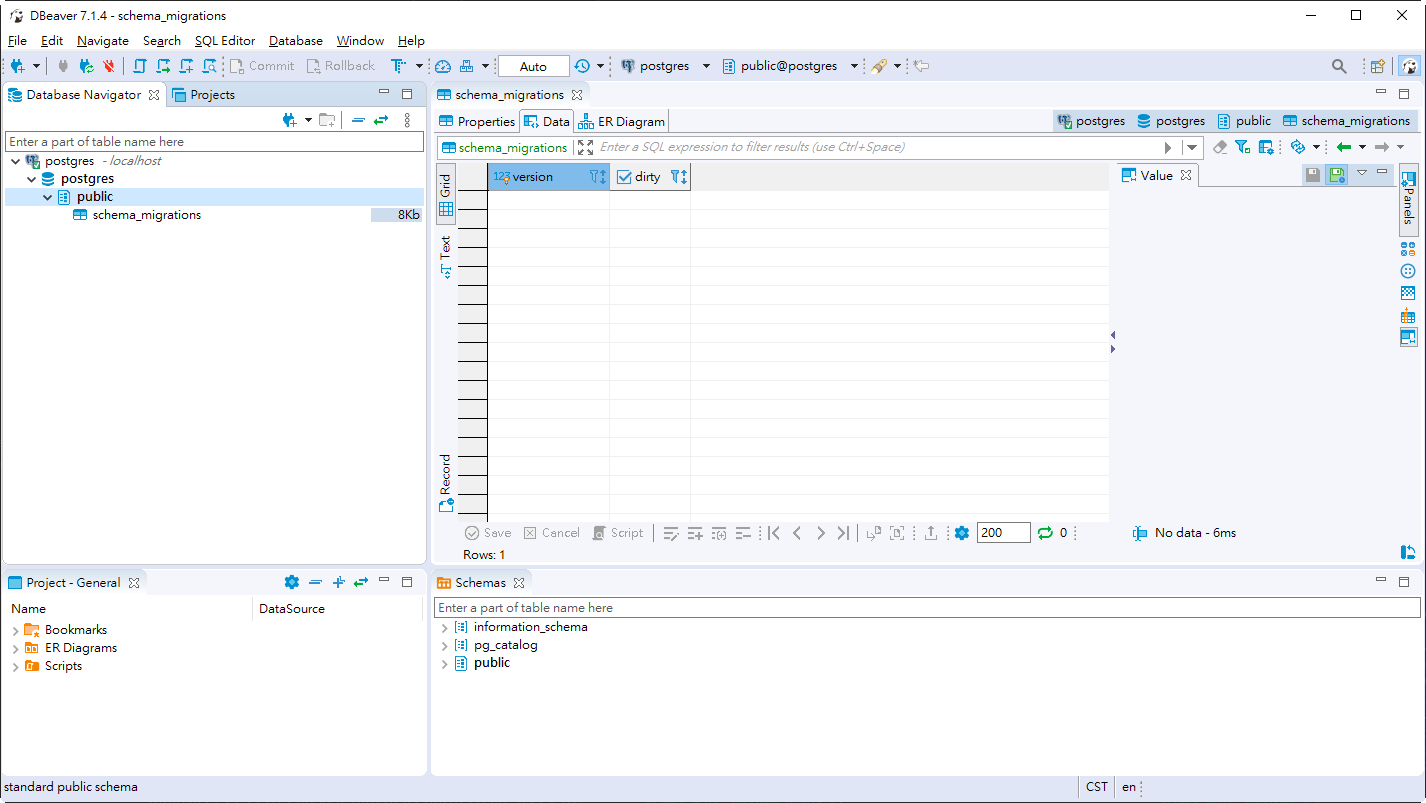 DBeaver 7.1.4 - schema_migrations
File Edit Navigate Search SQL Editor Database Window Help
Commit Rollback Auto postgres public@postgres
Database Navigator Projects
Enter a part of table name here
postgres - localhost
postgres
public
schema_migrations 8Kb
schema_migrations
Properties Data ER Diagram postgres postgres public schema_migrations
schema_migrations Enter a SQL expression to filter results (use Ctrl+Space)
Grid
Text
Record
123 version dirty
Value
Panels
Save Cancel Script 200 0 No data - 6ms
Rows: 1
Project - General
Name DataSource
Bookmarks
ER Diagrams
Scripts
Schemas
Enter a part of table name here
information_schema
pg_catalog
public
standard public schema CST en